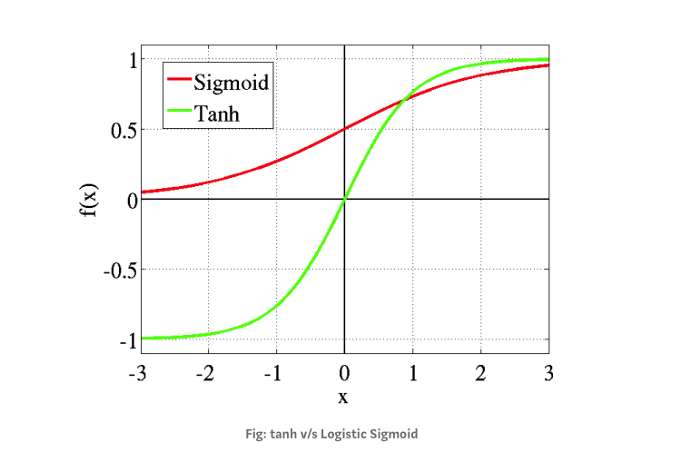 1
Sigmoid
Tanh
0.5
f(x)
0
-0.5
-1
-3 -2 -1 0 1 2 3
x
Fig: tanh v/s Logistic Sigmoid